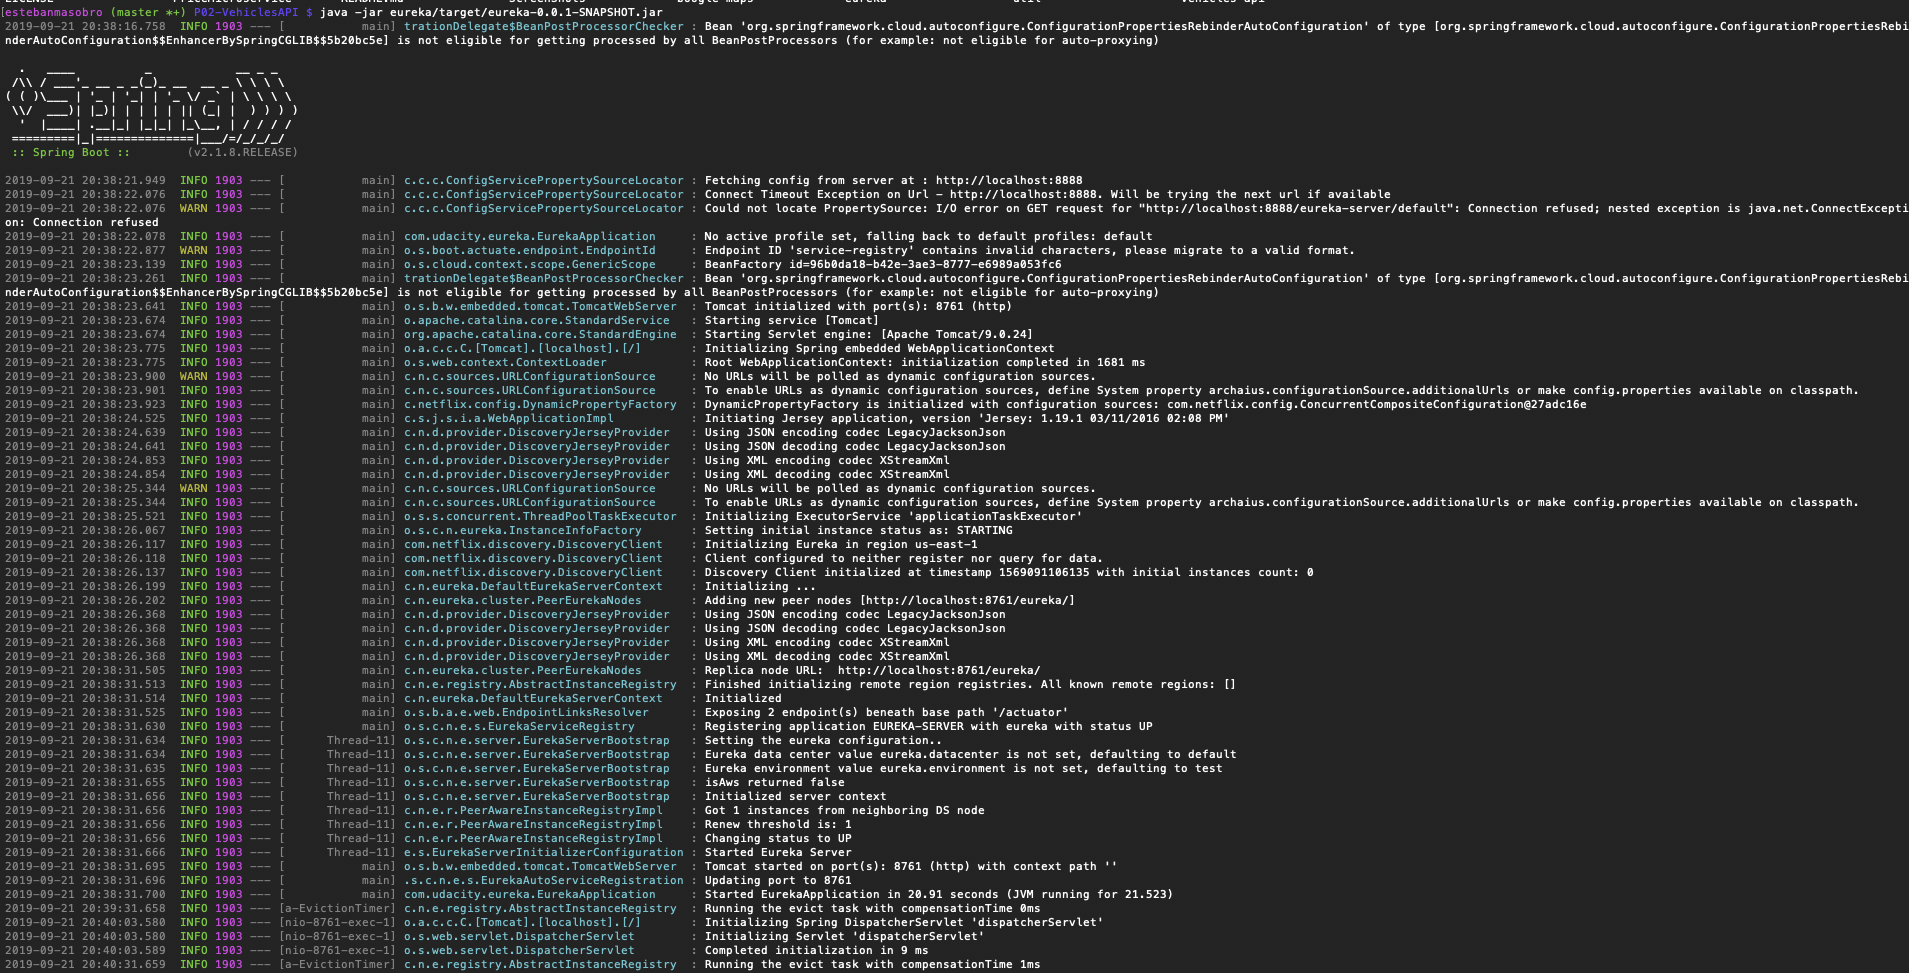 [estebanmasobro (master *+) P02-VehiclesAPI $ java -jar eureka/target/eureka-0.0.1-SNAPSHOT.jar
2019-09-21 20:38:16.758  INFO 1903 --- [           main] trationDelegate$BeanPostProcessorChecker : Bean 'org.springframework.cloud.autoconfigure.ConfigurationPropertiesRebinderAutoConfiguration' of type [org.springframework.cloud.autoconfigure.ConfigurationPropertiesRebi
nderAutoConfiguration$$EnhancerBySpringCGLIB$$5b20bc5e] is not eligible for getting processed by all BeanPostProcessors (for example: not eligible for auto-proxying)
:: Spring Boot ::        (v2.1.8.RELEASE)
2019-09-21 20:38:21.949  INFO 1903 --- [           main] c.c.c.ConfigServicePropertySourceLocator : Fetching config from server at : http://localhost:8888
2019-09-21 20:38:22.076  INFO 1903 --- [           main] c.c.c.ConfigServicePropertySourceLocator : Connect Timeout Exception on Url - http://localhost:8888. Will be trying the next url if available
2019-09-21 20:38:22.076  WARN 1903 --- [           main] c.c.c.ConfigServicePropertySourceLocator : Could not locate PropertySource: I/O error on GET request for "http://localhost:8888/eureka-server/default": Connection refused; nested exception is java.net.ConnectExcepti
on: Connection refused
2019-09-21 20:38:22.078  INFO 1903 --- [           main] com.udacity.eureka.EurekaApplication     : No active profile set, falling back to default profiles: default
2019-09-21 20:38:22.877  WARN 1903 --- [           main] o.s.boot.actuate.endpoint.EndpointId     : Endpoint ID 'service-registry' contains invalid characters, please migrate to a valid format.
2019-09-21 20:38:23.139  INFO 1903 --- [           main] o.s.cloud.context.scope.GenericScope     : BeanFactory id=96b0da18-b42e-3ae3-8777-e6989a053fc6
2019-09-21 20:38:23.261  INFO 1903 --- [           main] trationDelegate$BeanPostProcessorChecker : Bean 'org.springframework.cloud.autoconfigure.ConfigurationPropertiesRebinderAutoConfiguration' of type [org.springframework.cloud.autoconfigure.ConfigurationPropertiesRebi
nderAutoConfiguration$$EnhancerBySpringCGLIB$$5b20bc5e] is not eligible for getting processed by all BeanPostProcessors (for example: not eligible for auto-proxying)
2019-09-21 20:38:23.641  INFO 1903 --- [           main] o.s.b.w.embedded.tomcat.TomcatWebServer  : Tomcat initialized with port(s): 8761 (http)
2019-09-21 20:38:23.674  INFO 1903 --- [           main] o.apache.catalina.core.StandardService   : Starting service [Tomcat]
2019-09-21 20:38:23.674  INFO 1903 --- [           main] org.apache.catalina.core.StandardEngine  : Starting Servlet engine: [Apache Tomcat/9.0.24]
2019-09-21 20:38:23.775  INFO 1903 --- [           main] o.a.c.c.C.[Tomcat].[localhost].[/]       : Initializing Spring embedded WebApplicationContext
2019-09-21 20:38:23.775  INFO 1903 --- [           main] o.s.web.context.ContextLoader            : Root WebApplicationContext: initialization completed in 1681 ms
2019-09-21 20:38:23.900  WARN 1903 --- [           main] c.n.c.sources.URLConfigurationSource     : No URLs will be polled as dynamic configuration sources.
2019-09-21 20:38:23.901  INFO 1903 --- [           main] c.n.c.sources.URLConfigurationSource     : To enable URLs as dynamic configuration sources, define System property archaius.configurationSource.additionalUrls or make config.properties available on classpath.
2019-09-21 20:38:23.923  INFO 1903 --- [           main] c.netflix.config.DynamicPropertyFactory  : DynamicPropertyFactory is initialized with configuration sources: com.netflix.config.ConcurrentCompositeConfiguration@27adc16e
2019-09-21 20:38:24.525  INFO 1903 --- [           main] c.s.j.s.i.a.WebApplicationImpl           : Initiating Jersey application, version 'Jersey: 1.19.1 03/11/2016 02:08 PM'
2019-09-21 20:38:24.639  INFO 1903 --- [           main] c.n.d.provider.DiscoveryJerseyProvider   : Using JSON encoding codec LegacyJacksonJson
2019-09-21 20:38:24.641  INFO 1903 --- [           main] c.n.d.provider.DiscoveryJerseyProvider   : Using JSON decoding codec LegacyJacksonJson
2019-09-21 20:38:24.853  INFO 1903 --- [           main] c.n.d.provider.DiscoveryJerseyProvider   : Using XML encoding codec XStreamXml
2019-09-21 20:38:24.854  INFO 1903 --- [           main] c.n.d.provider.DiscoveryJerseyProvider   : Using XML decoding codec XStreamXml
2019-09-21 20:38:25.344  WARN 1903 --- [           main] c.n.c.sources.URLConfigurationSource     : No URLs will be polled as dynamic configuration sources.
2019-09-21 20:38:25.344  INFO 1903 --- [           main] c.n.c.sources.URLConfigurationSource     : To enable URLs as dynamic configuration sources, define System property archaius.configurationSource.additionalUrls or make config.properties available on classpath.
2019-09-21 20:38:25.521  INFO 1903 --- [           main] o.s.s.concurrent.ThreadPoolTaskExecutor  : Initializing ExecutorService 'applicationTaskExecutor'
2019-09-21 20:38:26.067  INFO 1903 --- [           main] o.s.c.n.eureka.InstanceInfoFactory       : Setting initial instance status as: STARTING
2019-09-21 20:38:26.117  INFO 1903 --- [           main] com.netflix.discovery.DiscoveryClient    : Initializing Eureka in region us-east-1
2019-09-21 20:38:26.118  INFO 1903 --- [           main] com.netflix.discovery.DiscoveryClient    : Client configured to neither register nor query for data.
2019-09-21 20:38:26.137  INFO 1903 --- [           main] com.netflix.discovery.DiscoveryClient    : Discovery Client initialized at timestamp 1569091106135 with initial instances count: 0
2019-09-21 20:38:26.199  INFO 1903 --- [           main] c.n.eureka.DefaultEurekaServerContext    : Initializing ...
2019-09-21 20:38:26.202  INFO 1903 --- [           main] c.n.eureka.cluster.PeerEurekaNodes       : Adding new peer nodes [http://localhost:8761/eureka/]
2019-09-21 20:38:26.368  INFO 1903 --- [           main] c.n.d.provider.DiscoveryJerseyProvider   : Using JSON encoding codec LegacyJacksonJson
2019-09-21 20:38:26.368  INFO 1903 --- [           main] c.n.d.provider.DiscoveryJerseyProvider   : Using JSON decoding codec LegacyJacksonJson
2019-09-21 20:38:26.368  INFO 1903 --- [           main] c.n.d.provider.DiscoveryJerseyProvider   : Using XML encoding codec XStreamXml
2019-09-21 20:38:26.368  INFO 1903 --- [           main] c.n.d.provider.DiscoveryJerseyProvider   : Using XML decoding codec XStreamXml
2019-09-21 20:38:31.505  INFO 1903 --- [           main] c.n.eureka.cluster.PeerEurekaNodes       : Replica node URL:  http://localhost:8761/eureka/
2019-09-21 20:38:31.513  INFO 1903 --- [           main] c.n.e.registry.AbstractInstanceRegistry  : Finished initializing remote region registries. All known remote regions: []
2019-09-21 20:38:31.514  INFO 1903 --- [           main] c.n.eureka.DefaultEurekaServerContext    : Initialized
2019-09-21 20:38:31.525  INFO 1903 --- [           main] o.s.b.a.e.web.EndpointLinksResolver      : Exposing 2 endpoint(s) beneath base path '/actuator'
2019-09-21 20:38:31.630  INFO 1903 --- [           main] o.s.c.n.e.s.EurekaServiceRegistry        : Registering application EUREKA-SERVER with eureka with status UP
2019-09-21 20:38:31.634  INFO 1903 --- [      Thread-11] o.s.c.n.e.server.EurekaServerBootstrap   : Setting the eureka configuration..
2019-09-21 20:38:31.634  INFO 1903 --- [      Thread-11] o.s.c.n.e.server.EurekaServerBootstrap   : Eureka data center value eureka.datacenter is not set, defaulting to default
2019-09-21 20:38:31.635  INFO 1903 --- [      Thread-11] o.s.c.n.e.server.EurekaServerBootstrap   : Eureka environment value eureka.environment is not set, defaulting to test
2019-09-21 20:38:31.655  INFO 1903 --- [      Thread-11] o.s.c.n.e.server.EurekaServerBootstrap   : isAws returned false
2019-09-21 20:38:31.656  INFO 1903 --- [      Thread-11] o.s.c.n.e.server.EurekaServerBootstrap   : Initialized server context
2019-09-21 20:38:31.656  INFO 1903 --- [      Thread-11] c.n.e.r.PeerAwareInstanceRegistryImpl    : Got 1 instances from neighboring DS node
2019-09-21 20:38:31.656  INFO 1903 --- [      Thread-11] c.n.e.r.PeerAwareInstanceRegistryImpl    : Renew threshold is: 1
2019-09-21 20:38:31.656  INFO 1903 --- [      Thread-11] c.n.e.r.PeerAwareInstanceRegistryImpl    : Changing status to UP
2019-09-21 20:38:31.666  INFO 1903 --- [      Thread-11] e.s.EurekaServerInitializerConfiguration : Started Eureka Server
2019-09-21 20:38:31.695  INFO 1903 --- [           main] o.s.b.w.embedded.tomcat.TomcatWebServer  : Tomcat started on port(s): 8761 (http) with context path ''
2019-09-21 20:38:31.696  INFO 1903 --- [           main] .s.c.n.e.s.EurekaAutoServiceRegistration : Updating port to 8761
2019-09-21 20:38:31.700  INFO 1903 --- [           main] com.udacity.eureka.EurekaApplication     : Started EurekaApplication in 20.91 seconds (JVM running for 21.523)
2019-09-21 20:39:31.658  INFO 1903 --- [a-EvictionTimer] c.n.e.registry.AbstractInstanceRegistry  : Running the evict task with compensationTime 0ms
2019-09-21 20:40:03.580  INFO 1903 --- [nio-8761-exec-1] o.a.c.c.C.[Tomcat].[localhost].[/]       : Initializing Spring DispatcherServlet 'dispatcherServlet'
2019-09-21 20:40:03.580  INFO 1903 --- [nio-8761-exec-1] o.s.web.servlet.DispatcherServlet        : Initializing Servlet 'dispatcherServlet'
2019-09-21 20:40:03.589  INFO 1903 --- [nio-8761-exec-1] o.s.web.servlet.DispatcherServlet        : Completed initialization in 9 ms
2019-09-21 20:40:31.659  INFO 1903 --- [a-EvictionTimer] c.n.e.registry.AbstractInstanceRegistry  : Running the evict task with compensationTime 1ms